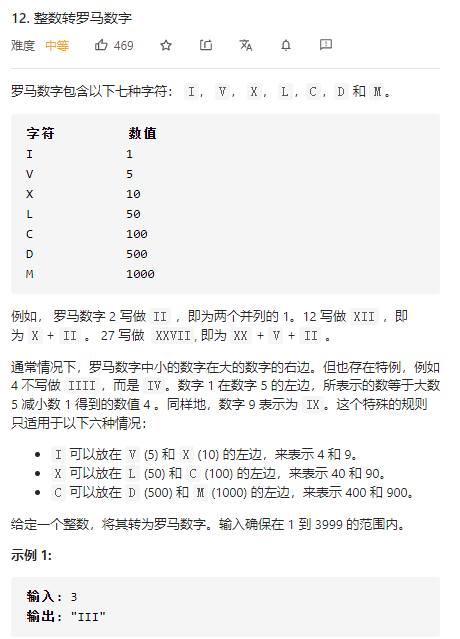 12. 整数转罗马数字
难度 中等 469
罗马数字包含以下七种字符： I， V， X， L，C，D 和 M。
字符 数值
I 1
V 5
X 10
L 50
C 100
D 500
M 1000
例如， 罗马数字 2 写做 II ，即为两个并列的 1。12 写做 XII ，即
为 X + II 。 27 写做 XXVII, 即为 XX + V + II 。
通常情况下，罗马数字中小的数字在大的数字的右边。但也存在特例，例如
4 不写做 IIII，而是 IV。数字 1 在数字 5 的左边，所表示的数等于大数
5 减小数 1 得到的数值 4 。同样地，数字 9 表示为 IX。这个特殊的规则
只适用于以下六种情况：
• I 可以放在 V (5) 和 X (10) 的左边，来表示 4 和 9。
• X 可以放在 L (50) 和 C (100) 的左边，来表示 40 和 90。
• C 可以放在 D (500) 和 M (1000) 的左边，来表示 400 和 900。
给定一个整数，将其转为罗马数字。输入确保在 1 到 3999 的范围内。
示例 1:
输入: 3
输出: "III"